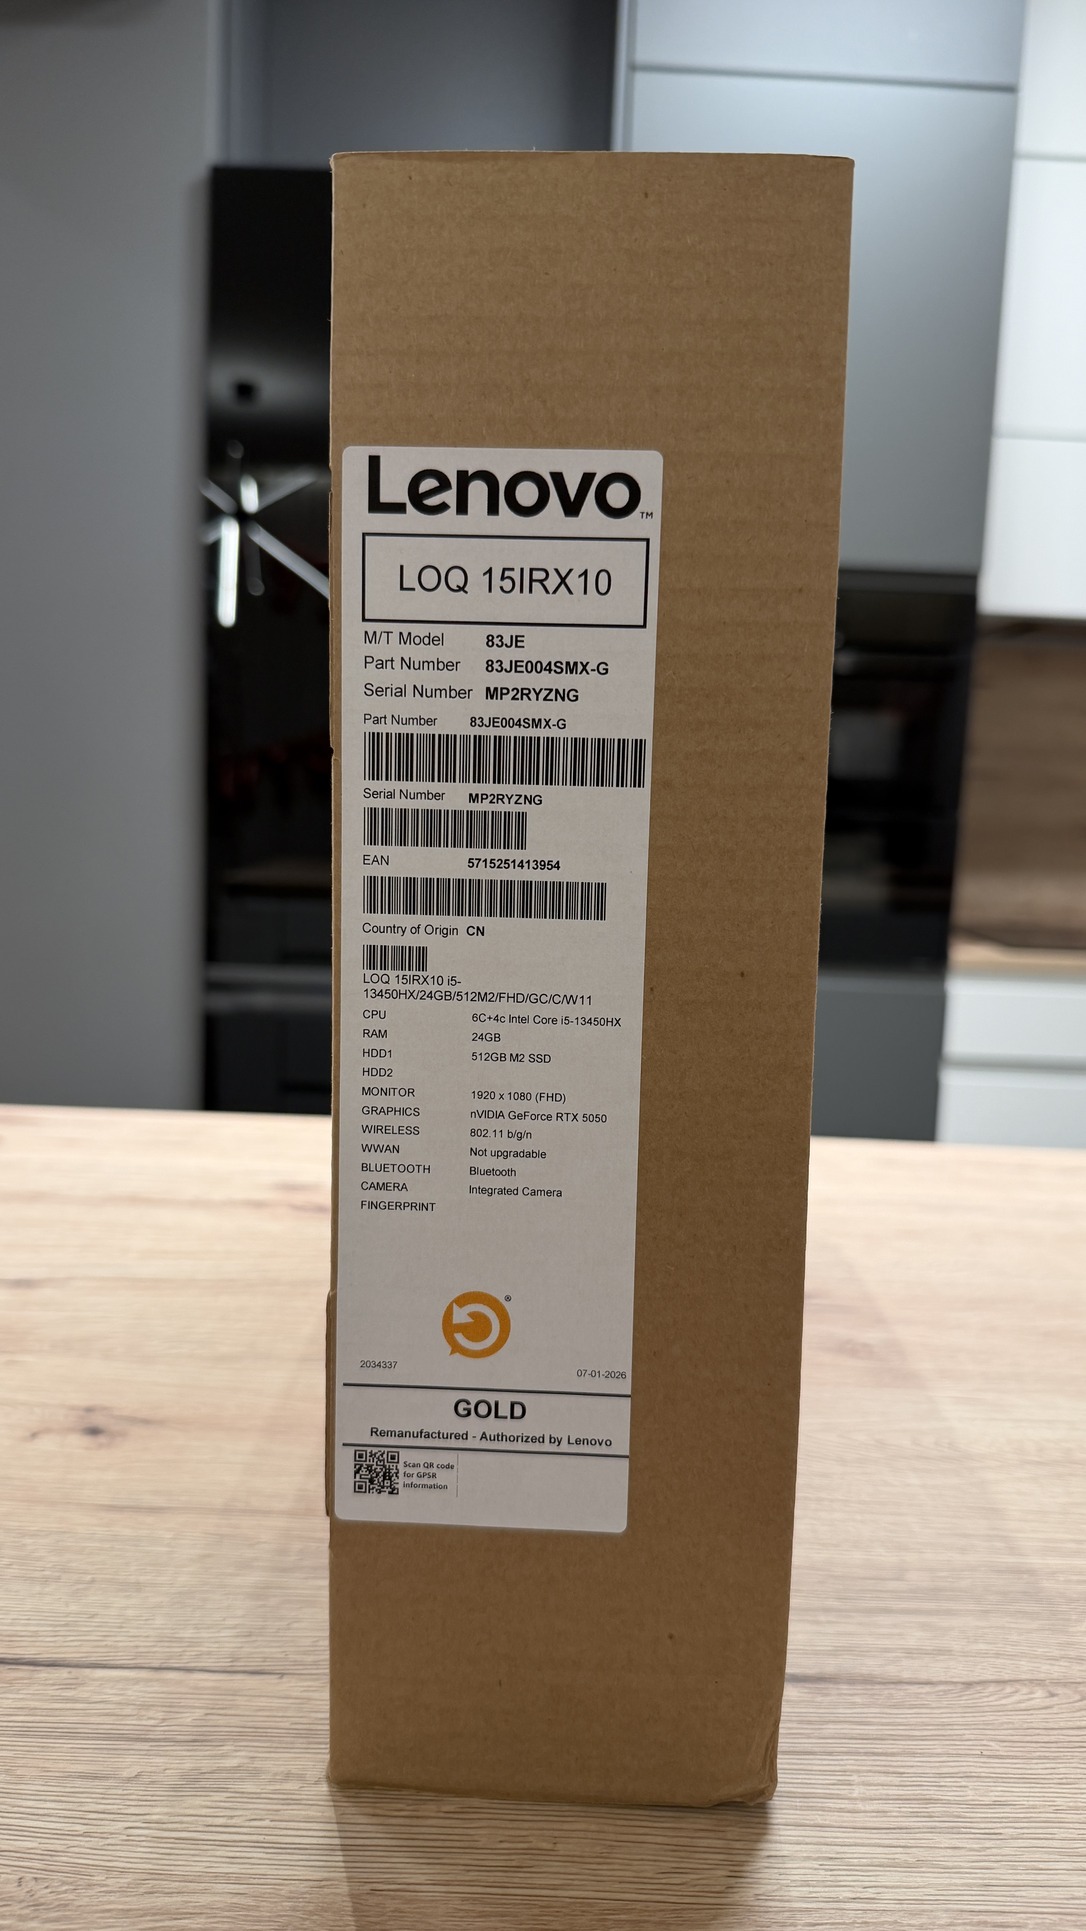 Lenovo™
LOQ 15IRX10
M/T Model 83JE
Part Number 83JE004SMX-G
Serial Number MP2RYZNG
Part Number 83JE004SMX-G
Serial Number MP2RYZNG
EAN 5715251413954
Country of Origin CN
LOQ 15IRX10 i5-
13450HX/24GB/512M2/FHD/GC/C/W11
CPU 6C+4c Intel Core i5-13450HX
RAM 24GB
HDD1 512GB M2 SSD
HDD2
MONITOR 1920 x 1080 (FHD)
GRAPHICS nVIDIA GeForce RTX 5050
WIRELESS 802.11 b/g/n
WWAN Not upgradable
BLUETOOTH Bluetooth
CAMERA Integrated Camera
FINGERPRINT
®
2034337 07-01-2026
GOLD
Remanufactured - Authorized by Lenovo
Scan QR code
for GPSR
information